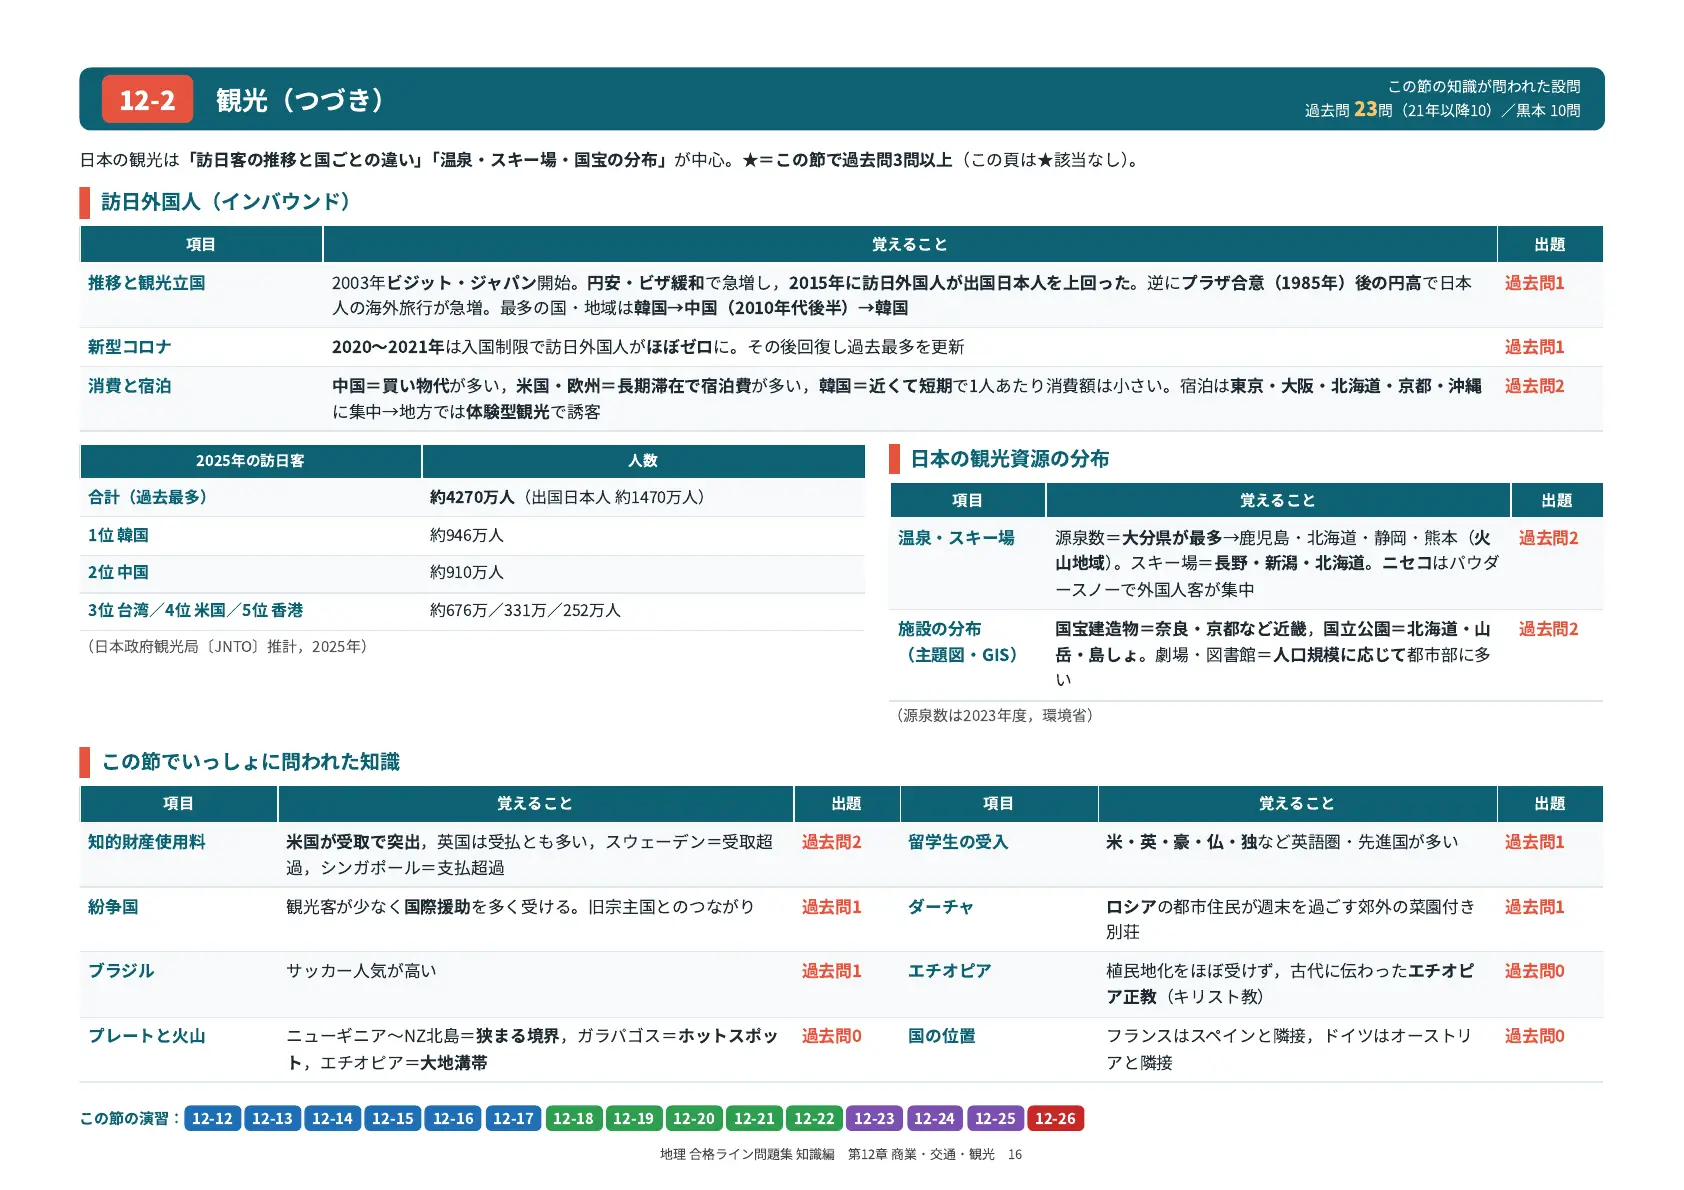 12-2 観光（つづき）
この節の知識が問われた設問
過去問 23問（21年以降10）／黒本 10問
日本の観光は「訪日客の推移と国ごとの違い」「温泉・スキー場・国宝の分布」が中心。★＝この節で過去問3問以上（この頁は★該当なし）。
訪日外国人（インバウンド）
項目 覚えること 出題
推移と観光立国 2003年ビジット・ジャパン開始。円安・ビザ緩和で急増し，2015年に訪日外国人が出国日本人を上回った。逆にプラザ合意（1985年）後の円高で日本 過去問1
人の海外旅行が急増。最多の国・地域は韓国→中国（2010年代後半）→韓国
新型コロナ 2020〜2021年は入国制限で訪日外国人がほぼゼロに。その後回復し過去最多を更新 過去問1
消費と宿泊 中国＝買い物代が多い，米国・欧州＝長期滞在で宿泊費が多い，韓国＝近くて短期で1人あたり消費額は小さい。宿泊は東京・大阪・北海道・京都・沖縄 過去問2
に集中→地方では体験型観光で誘客
2025年の訪日客 人数
合計（過去最多） 約4270万人（出国日本人 約1470万人）
1位 韓国 約946万人
2位 中国 約910万人
3位 台湾／4位 米国／5位 香港 約676万／331万／252万人
（日本政府観光局〔JNTO〕推計，2025年）
日本の観光資源の分布
項目 覚えること 出題
温泉・スキー場 源泉数＝大分県が最多→鹿児島・北海道・静岡・熊本（火 過去問2
山地域）。スキー場＝長野・新潟・北海道。ニセコはパウダ
ースノーで外国人客が集中
施設の分布 国宝建造物＝奈良・京都など近畿，国立公園＝北海道・山 過去問2
（主題図・GIS） 岳・島しょ。劇場・図書館＝人口規模に応じて都市部に多
い
（源泉数は2023年度，環境省）
この節でいっしょに問われた知識
項目 覚えること 出題 項目 覚えること 出題
知的財産使用料 米国が受取で突出，英国は受払とも多い，スウェーデン＝受取超 過去問2 留学生の受入 米・英・豪・仏・独など英語圏・先進国が多い 過去問1
過，シンガポール＝支払超過
紛争国 観光客が少なく国際援助を多く受ける。旧宗主国とのつながり 過去問1 ダーチャ ロシアの都市住民が週末を過ごす郊外の菜園付き 過去問1
別荘
ブラジル サッカー人気が高い 過去問1 エチオピア 植民地化をほぼ受けず，古代に伝わったエチオピ 過去問0
ア正教（キリスト教）
プレートと火山 ニューギニア〜NZ北島＝狭まる境界，ガラパゴス＝ホットスポッ 過去問0 国の位置 フランスはスペインと隣接，ドイツはオーストリ 過去問0
ト，エチオピア＝大地溝帯 アと隣接
この節の演習： 12-12 12-13 12-14 12-15 12-16 12-17 12-18 12-19 12-20 12-21 12-22 12-23 12-24 12-25 12-26
地理 合格ライン問題集 知識編 第12章 商業・交通・観光 16